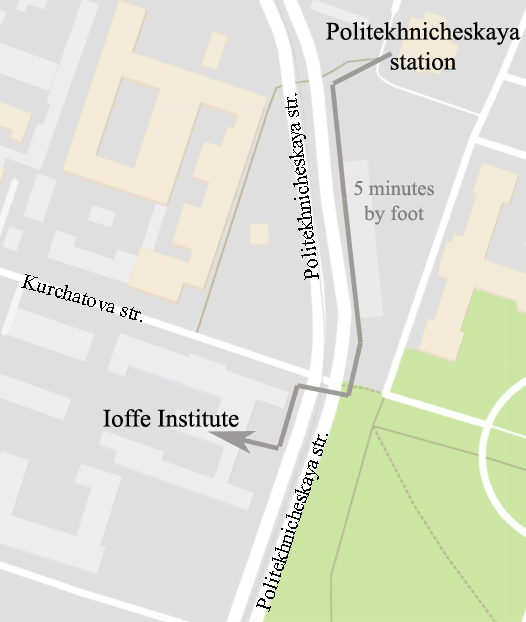 Politekhnicheskaya
station
Politekhnicheskaya str.
5 minutes
by foot
Kurchatova str.
Ioffe Institute
Politekhnicheskaya str.